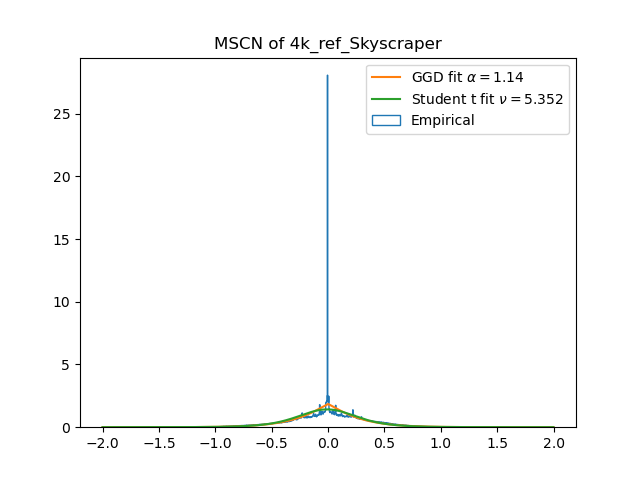 MSCN of 4k_ref_Skyscraper
GGD fit α = 1.14
Student t fit ν = 5.352
Empirical
25
20
15
10
5
0
−2.0 −1.5 −1.0 −0.5 0.0 0.5 1.0 1.5 2.0